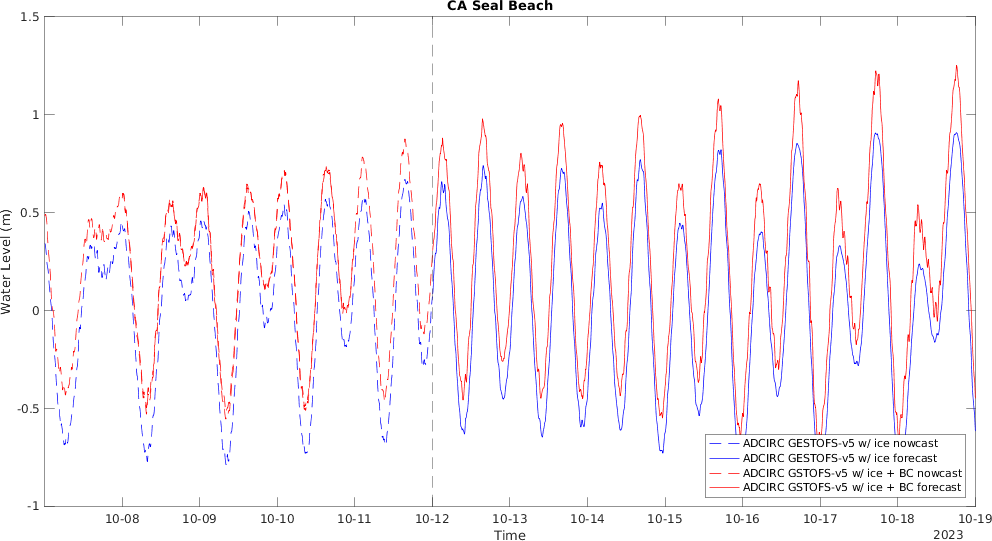 CA Seal Beach
1.5
1
0.5
0
-0.5
-1
Water Level (m)
ADCIRC GESTOFS-v5 w/ ice nowcast
ADCIRC GESTOFS-v5 w/ ice forecast
ADCIRC GSTOFS-v5 w/ ice + BC nowcast
ADCIRC GSTOFS-v5 w/ ice + BC forecast
10-08 10-09 10-10 10-11 10-12 10-13 10-14 10-15 10-16 10-17 10-18 10-19
Time
2023